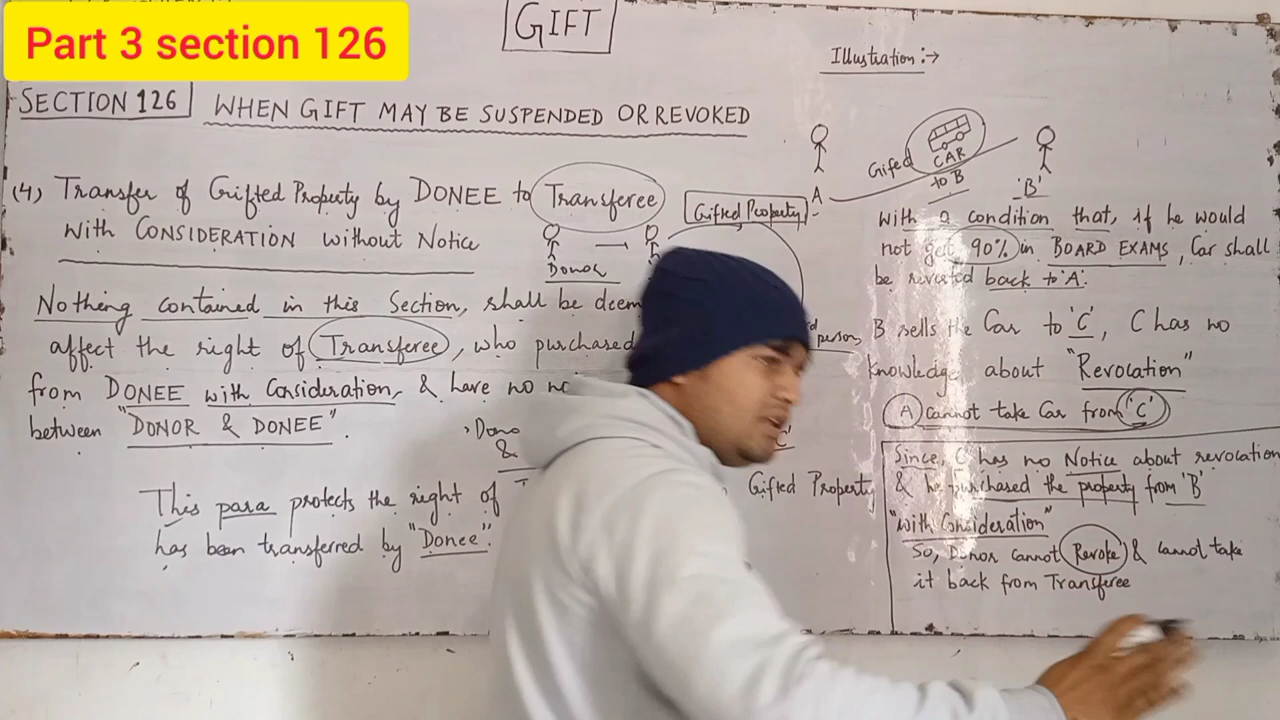 Part 3 section 126
GIFT
SECTION 126 WHEN GIFT MAY BE SUSPENDED OR REVOKED
(4) Transfer of Gifted Property by DONEE to Transferee
with CONSIDERATION without Notice
Donor
Gifted Property
Nothing contained in this Section, shall be deem
affect the right of Transferee, who purchased
person
from DONEE with Consideration, & have no no
between "DONOR & DONEE".
Dono
&
C'
This para protects the right of
Gifted Property
has been transferred by "Donee".
Illustration :→
A
Gifed
CAR
to B
'B'
with a condition that, if he would
not get 90% in BOARD EXAMS, Car shall
be reverted back to 'A'.
B sells the Car to 'C', C has no
knowledge about "Revocation"
A cannot take Car from 'C'
Since, C has no Notice about revocation
& he purchased the property from 'B'
"with Consideration"
So, Donor cannot Revoke & cannot take
it back from Transferee